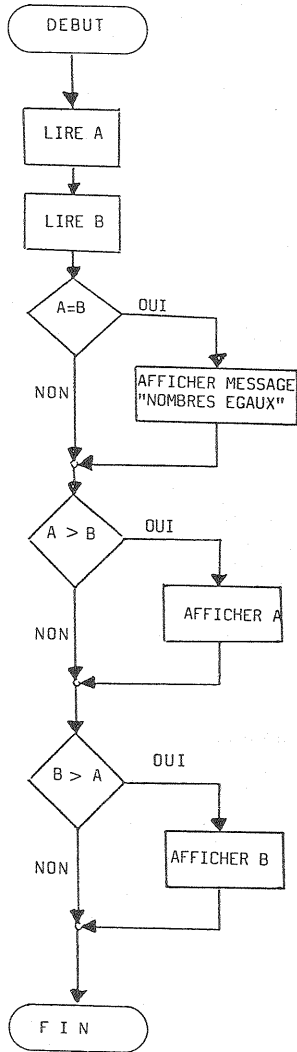 DEBUT
LIRE A
LIRE B
A=B
OUI
AFFICHER MESSAGE
"NOMBRES EGAUX"
NON
A > B
OUI
AFFICHER A
NON
B > A
OUI
AFFICHER B
NON
F I N